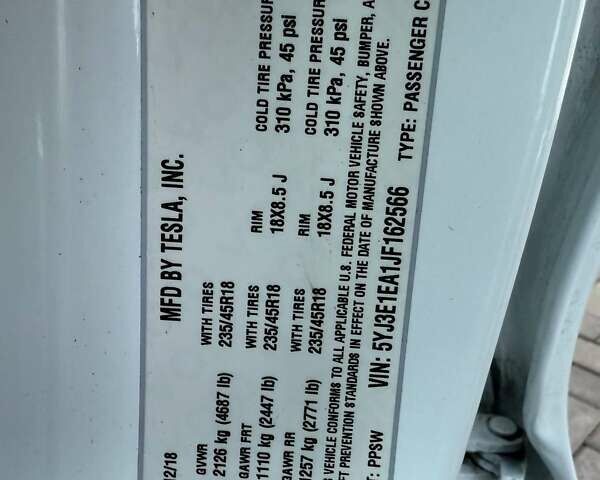 MFD BY TESLA, INC.
2/18
GVWR
2126 kg (4687 lb)
GAWR FRT WITH TIRES RIM COLD TIRE PRESSURE
1110 kg (2447 lb) 235/45R18 18X8.5 J 310 kPa, 45 psi
GAWR RR WITH TIRES RIM COLD TIRE PRESSURE
1257 kg (2771 lb) 235/45R18 18X8.5 J 310 kPa, 45 psi
VEHICLE CONFORMS TO ALL APPLICABLE U.S. FEDERAL MOTOR VEHICLE SAFETY, BUMPER, A
FT PREVENTION STANDARDS IN EFFECT ON THE DATE OF MANUFACTURE SHOWN ABOVE.
T: PPSW VIN: 5YJ3E1EA1JF162566 TYPE: PASSENGER C
WITH TIRES
235/45R18